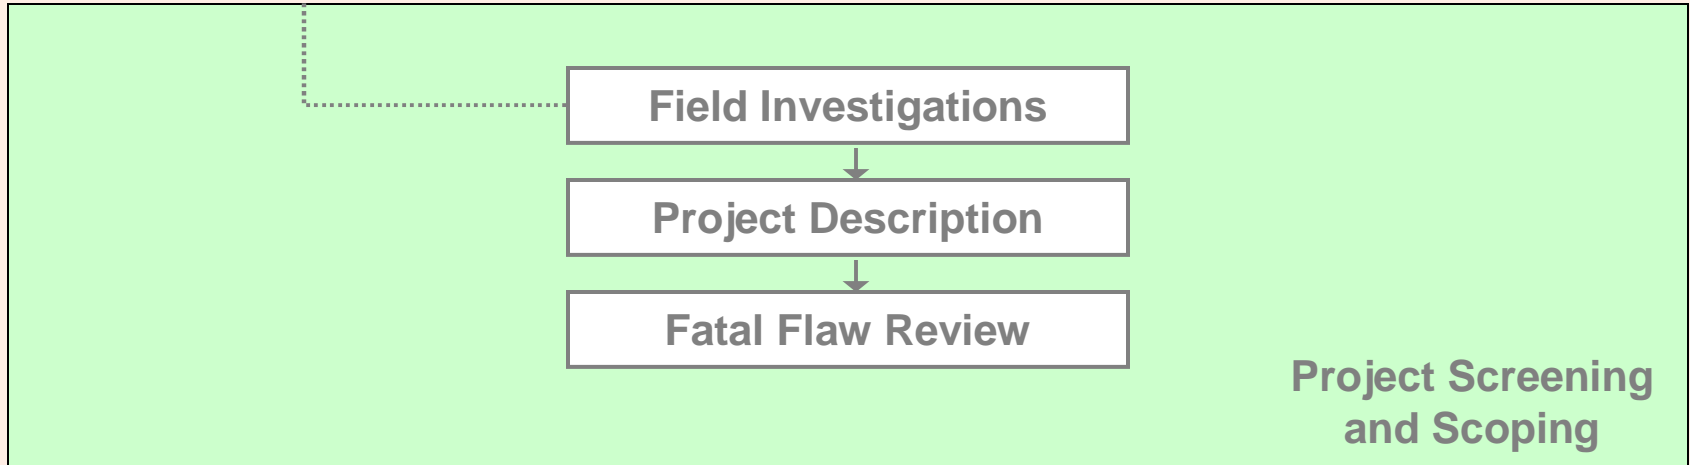 Field Investigations
Project Description
Fatal Flaw Review
Project Screening
and Scoping